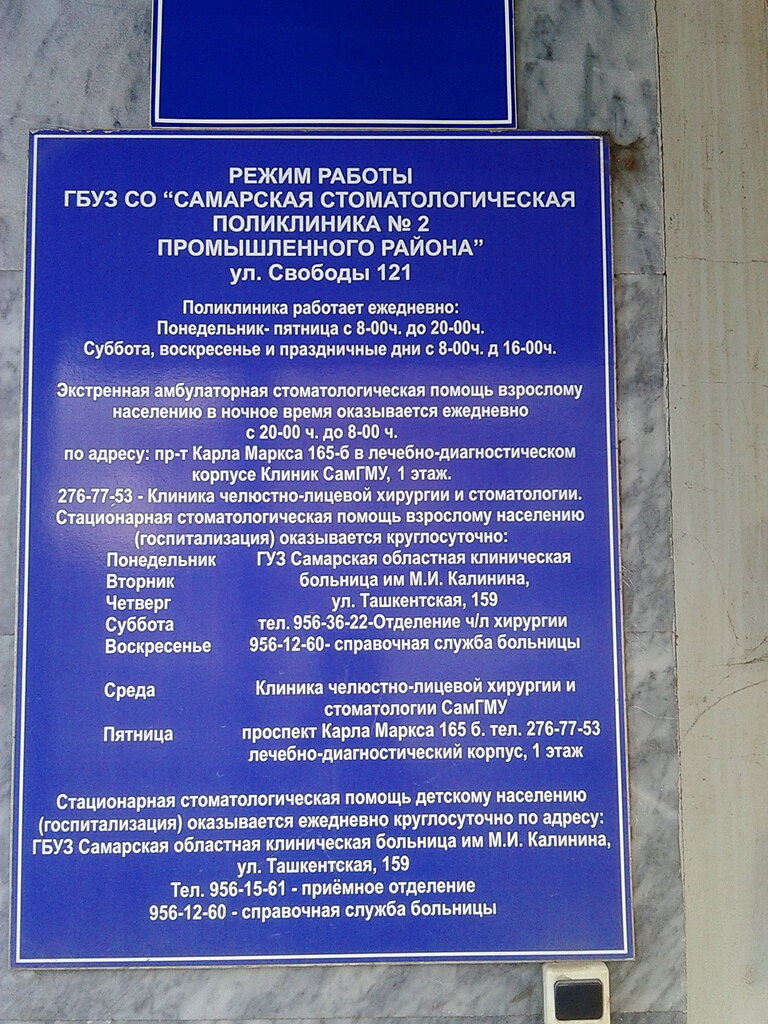 РЕЖИМ РАБОТЫ
ГБУЗ СО “САМАРСКАЯ СТОМАТОЛОГИЧЕСКАЯ
ПОЛИКЛИНИКА № 2
ПРОМЫШЛЕННОГО РАЙОНА”
ул. Свободы 121
Поликлиника работает ежедневно:
Понедельник- пятница с 8-00ч. до 20-00ч.
Суббота, воскресенье и праздничные дни с 8-00ч. д 16-00ч.
Экстренная амбулаторная стоматологическая помощь взрослому
населению в ночное время оказывается ежедневно
с 20-00 ч. до 8-00 ч.
по адресу: пр-т Карла Маркса 165-б в лечебно-диагностическом
корпусе Клиник СамГМУ, 1 этаж.
276-77-53 - Клиника челюстно-лицевой хирургии и стоматологии.
Стационарная стоматологическая помощь взрослому населению
(госпитализация) оказывается круглосуточно:
Понедельник ГУЗ Самарская областная клиническая
Вторник больница им М.И. Калинина,
Четверг ул. Ташкентская, 159
Суббота тел. 956-36-22-Отделение ч/л хирургии
Воскресенье 956-12-60- справочная служба больницы
Среда Клиника челюстно-лицевой хирургии и
стоматологии СамГМУ
Пятница проспект Карла Маркса 165 б. тел. 276-77-53
лечебно-диагностический корпус, 1 этаж
Стационарная стоматологическая помощь детскому населению
(госпитализация) оказывается ежедневно круглосуточно по адресу:
ГБУЗ Самарская областная клиническая больница им М.И. Калинина,
ул. Ташкентская, 159
Тел. 956-15-61 - приёмное отделение
956-12-60 - справочная служба больницы